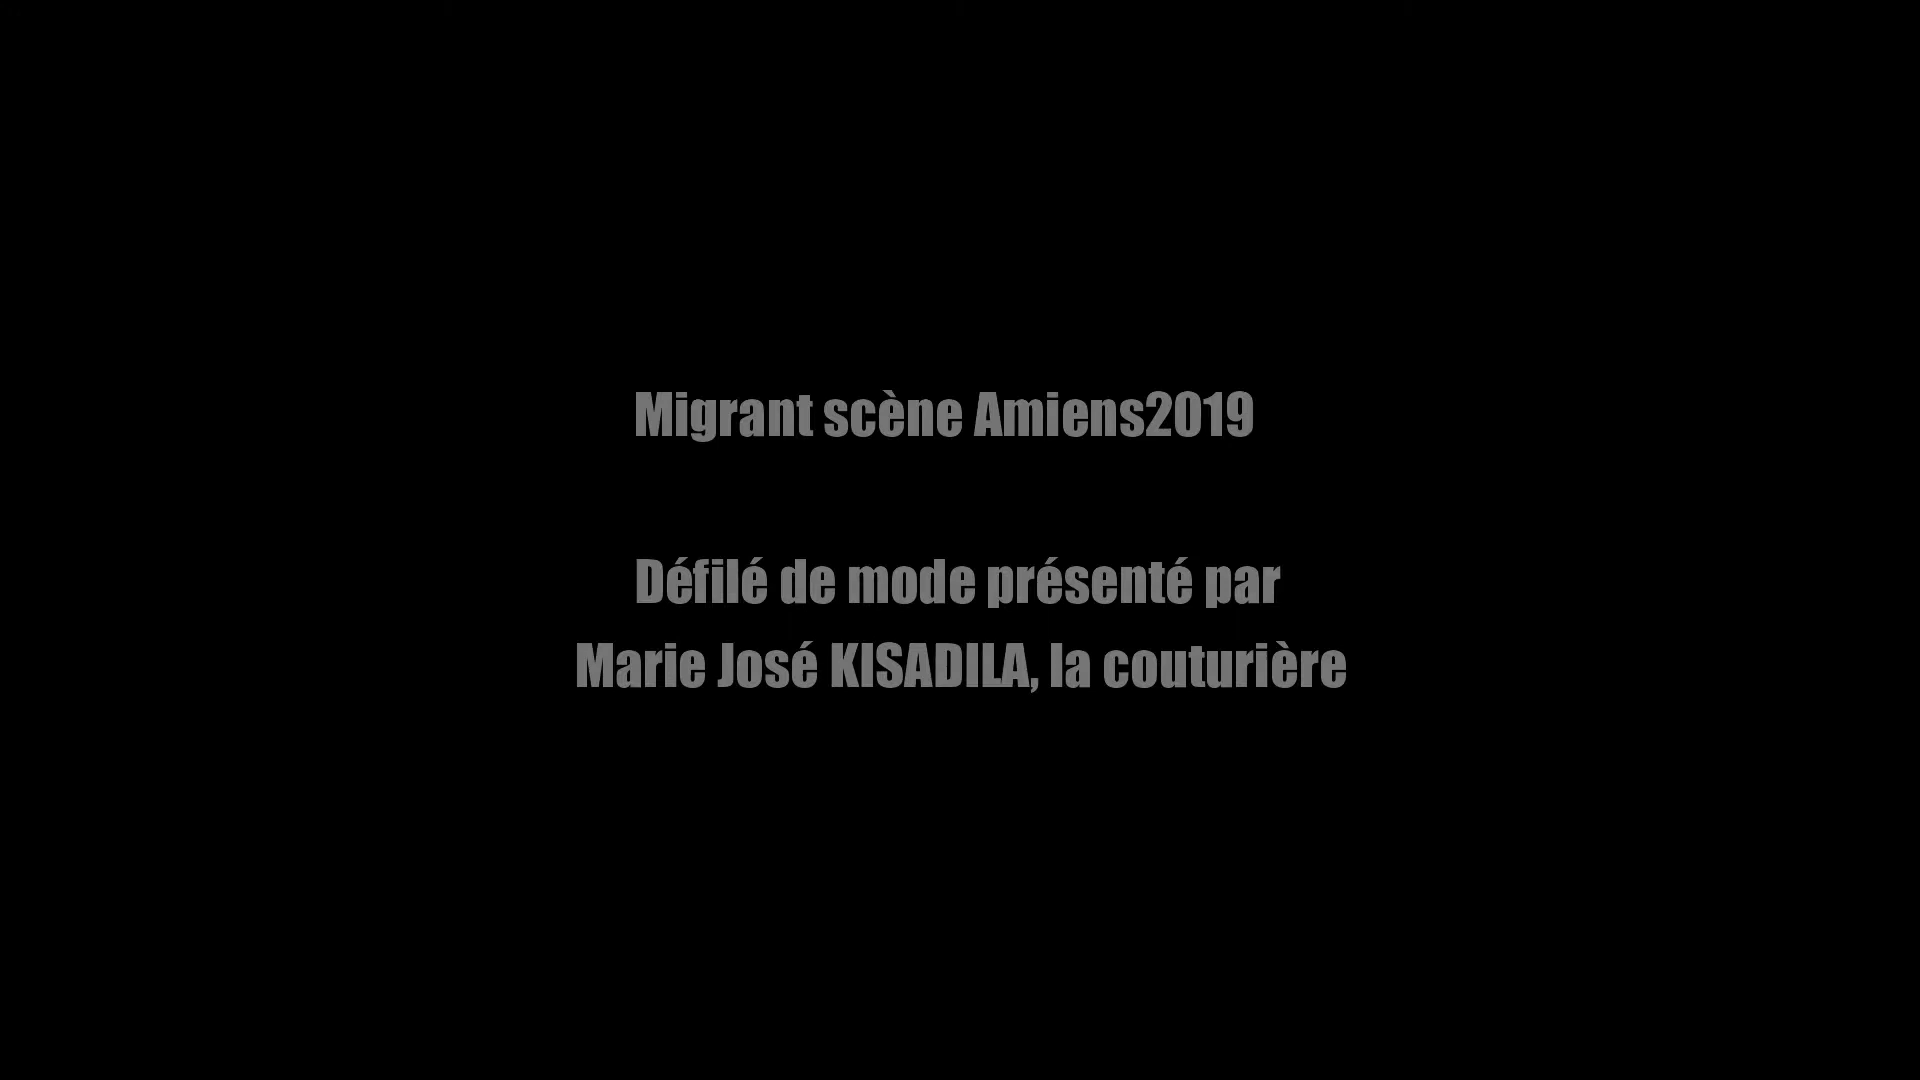 Migrant scène Amiens2019
Défilé de mode présenté par
Marie José KISADILA, la couturière